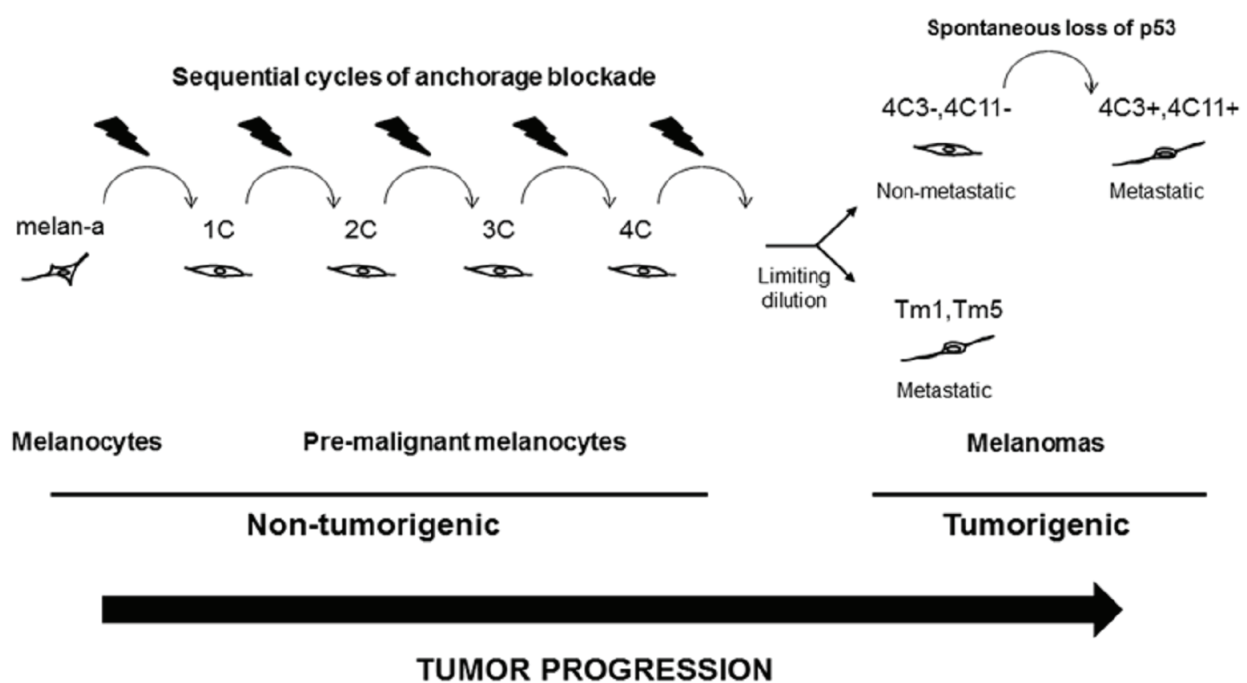 Spontaneous loss of p53
Sequential cycles of anchorage blockade
4C3-,4C11-
4C3+,4C11+
Non-metastatic
Metastatic
melan-a
1C
2C
3C
4C
Limiting
dilution
Tm1,Tm5
Metastatic
Melanocytes
Pre-malignant melanocytes
Melanomas
Non-tumorigenic
Tumorigenic
TUMOR PROGRESSION